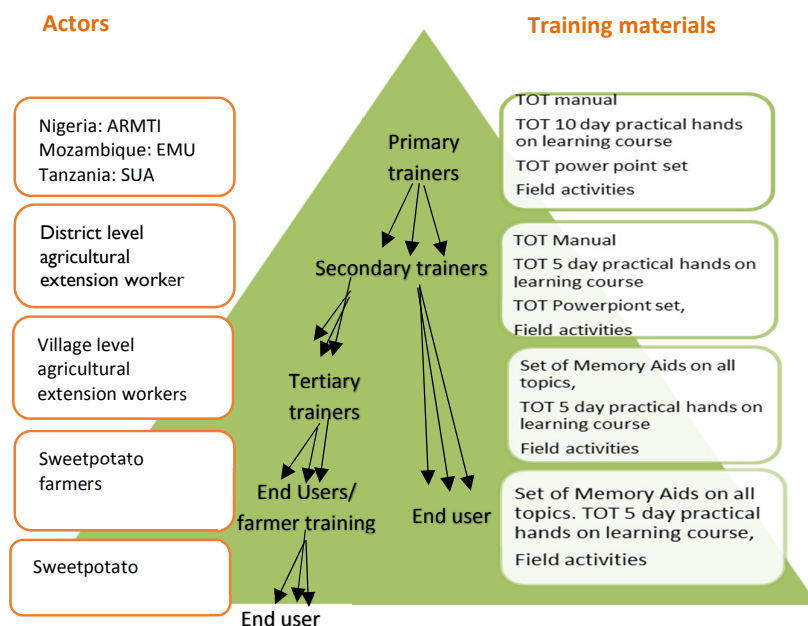 Actors
Training materials
Nigeria: ARMTI
Mozambique: EMU
Tanzania: SUA
District level
agricultural
extension worker
Village level
agricultural
extension workers
Sweetpotato
farmers
Sweetpotato
Primary
trainers
Secondary trainers
Tertiary
trainers
End Users/
farmer training
End user
End user
TOT manual
TOT 10 day practical hands
on learning course
TOT power point set
Field activities
TOT Manual
TOT 5 day practical hands on
learning course
TOT Powerpiont set,
Field activities
Set of Memory Aids on all
topics,
TOT 5 day practical hands on
learning course
Field activities
Set of Memory Aids on all
topics. TOT 5 day practical
hands on learning course,
Field activities